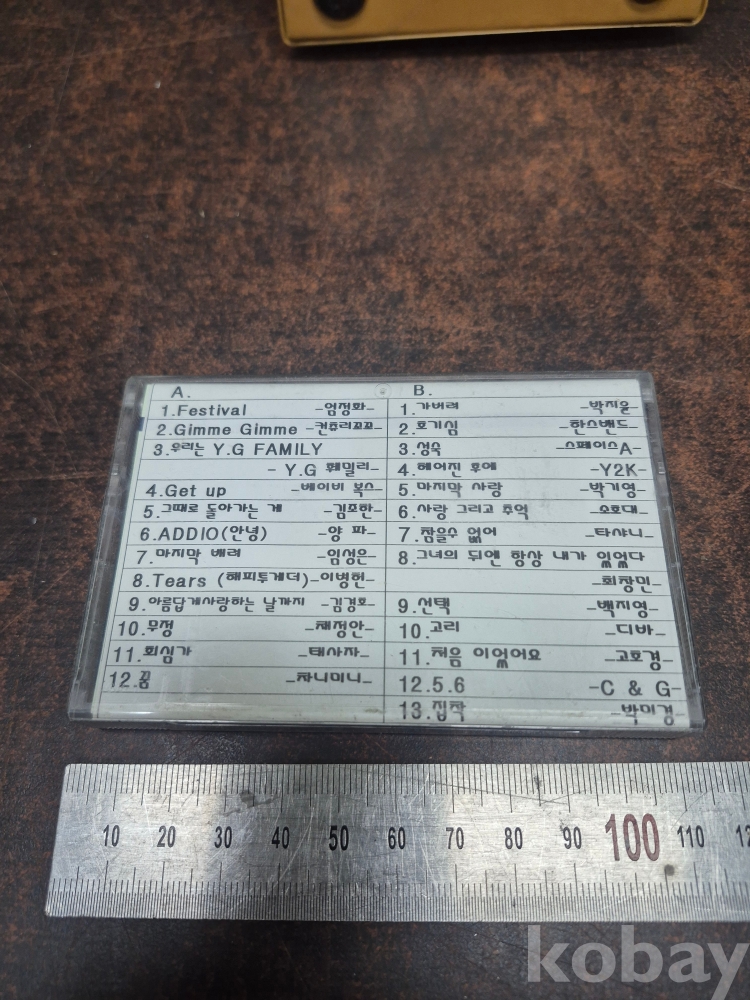 A.
1.Festival -엄정화-
2.Gimme Gimme -컨츄리꼬꼬-
3.우리는 Y.G FAMILY
- Y.G 훼밀리-
4.Get up -베이비 복스-
5.그때로 돌아가는 게 -김조한-
6.ADDIO(안녕) -양 파-
7.마지막 배려 -임성은-
8.Tears (해피투게더)-이병헌-
9.아름답게사랑하는 날까지 -김경호-
10.무정 -채정안-
11.회심가 -태사자-
12.꿈 -자니미니-
B.
1.가버려 -박지윤-
2.호기심 -한스밴드-
3.성숙 -스페이스A-
4.헤어진 후에 -Y2K-
5.마지막 사랑 -박기영-
6.사랑 그리고 추억
7.참을수 없어 -타샤니-
8.그녀의 뒤엔 항상 내가 있었다
-회장민-
9.선택 -백지영-
10.고리 -디바-
11.처음 이었어요 -고호경-
12.5.6 -C & G-
13.집착 -박미경-
10 20 30 40 50 60 70 80 90 100 110 12
kobay